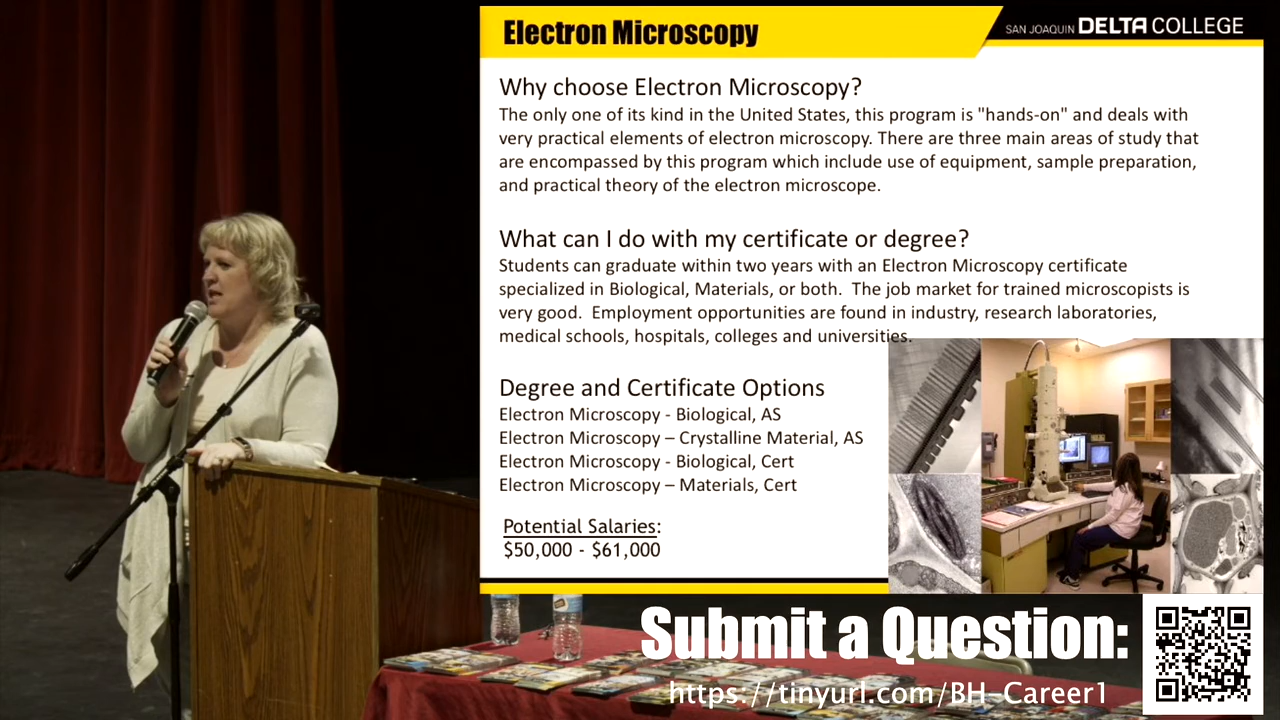 Electron Microscopy
SAN JOAQUIN DELTA COLLEGE
Why choose Electron Microscopy?
The only one of its kind in the United States, this program is "hands-on" and deals with
very practical elements of electron microscopy. There are three main areas of study that
are encompassed by this program which include use of equipment, sample preparation,
and practical theory of the electron microscope.
What can I do with my certificate or degree?
Students can graduate within two years with an Electron Microscopy certificate
specialized in Biological, Materials, or both.  The job market for trained microscopists is
very good.  Employment opportunities are found in industry, research laboratories,
medical schools, hospitals, colleges and universities.
Degree and Certificate Options
Electron Microscopy - Biological, AS
Electron Microscopy – Crystalline Material, AS
Electron Microscopy - Biological, Cert
Electron Microscopy – Materials, Cert
Potential Salaries:
$50,000 - $61,000
Submit a Question:
https://tinyurl.com/BH-Career1